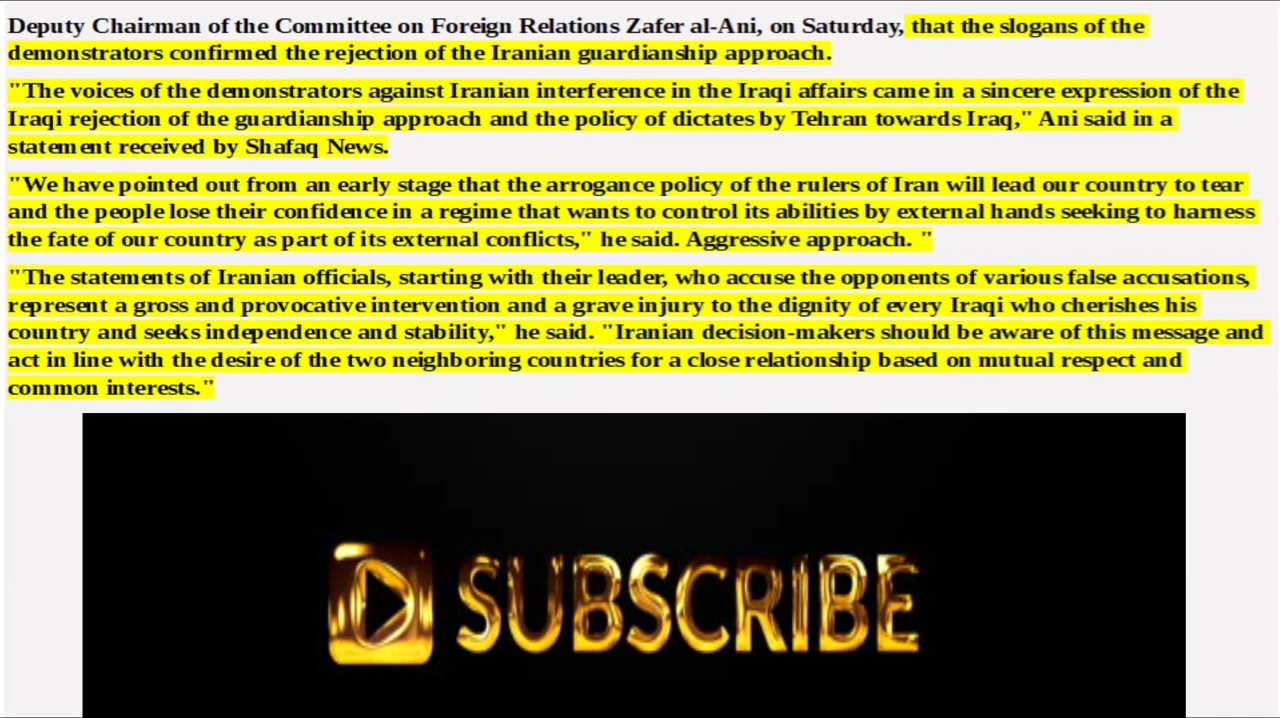 Deputy Chairman of the Committee on Foreign Relations Zafer al-Ani, on Saturday, that the slogans of the
demonstrators confirmed the rejection of the Iranian guardianship approach.
"The voices of the demonstrators against Iranian interference in the Iraqi affairs came in a sincere expression of the
Iraqi rejection of the guardianship approach and the policy of dictates by Tehran towards Iraq," Ani said in a
statement received by Shafaq News.
"We have pointed out from an early stage that the arrogance policy of the rulers of Iran will lead our country to tear
and the people lose their confidence in a regime that wants to control its abilities by external hands seeking to harness
the fate of our country as part of its external conflicts," he said. Aggressive approach. "
"The statements of Iranian officials, starting with their leader, who accuse the opponents of various false accusations,
represent a gross and provocative intervention and a grave injury to the dignity of every Iraqi who cherishes his
country and seeks independence and stability," he said. "Iranian decision-makers should be aware of this message and
act in line with the desire of the two neighboring countries for a close relationship based on mutual respect and
common interests."
SUBSCRIBE